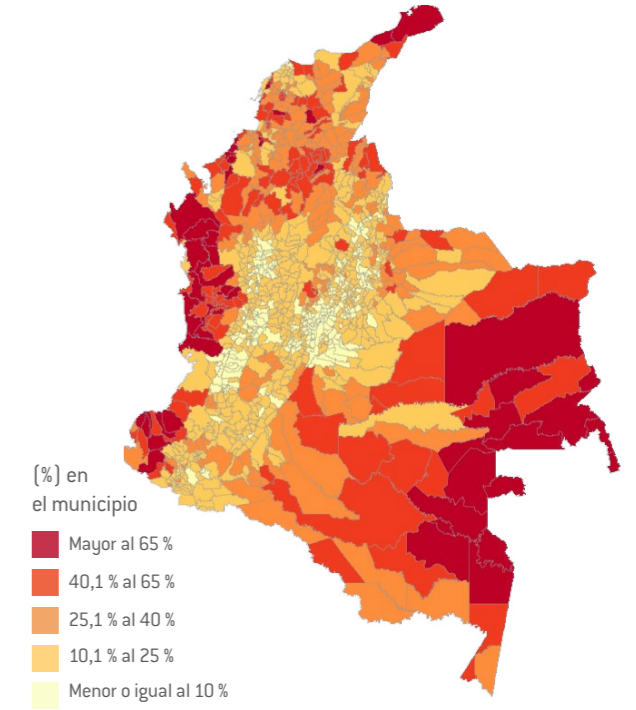 (%) en
el municipio
Mayor al 65 %
40,1 % al 65 %
25,1 % al 40 %
10,1 % al 25 %
Menor o igual al 10 %